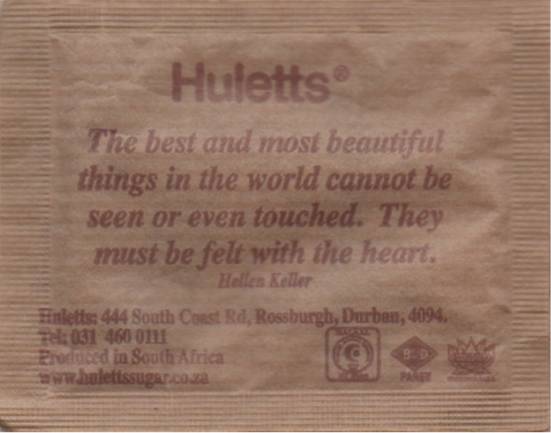 Huletts®
The best and most beautiful
things in the world cannot be
seen or even touched. They
must be felt with the heart.
Hellen Keller
Huletts: 444 South Coast Rd, Rossburgh, Durban, 4094.
Tel: 031 460 0111
Produced in South Africa
www.hulettssugar.co.za
PAREV